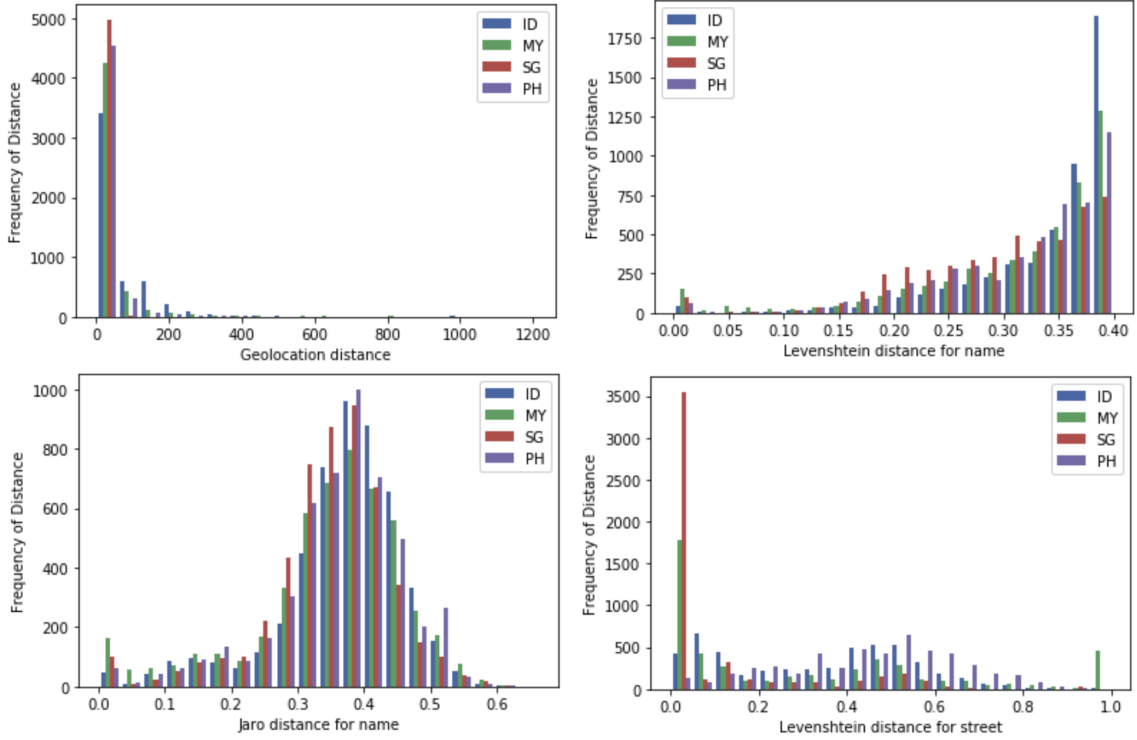 Frequency of Distance
5000
4000
3000
2000
1000
0
0 200 400 600 800 1000 1200
Geolocation distance
ID
MY
SG
PH
Frequency of Distance
1750
1500
1250
1000
750
500
250
0
0.00 0.05 0.10 0.15 0.20 0.25 0.30 0.35 0.40
Levenshtein distance for name
ID
MY
SG
PH
Frequency of Distance
1000
800
600
400
200
0
0.0 0.1 0.2 0.3 0.4 0.5 0.6
Jaro distance for name
ID
MY
SG
PH
Frequency of Distance
3500
3000
2500
2000
1500
1000
500
0
0.0 0.2 0.4 0.6 0.8 1.0
Levenshtein distance for street
ID
MY
SG
PH